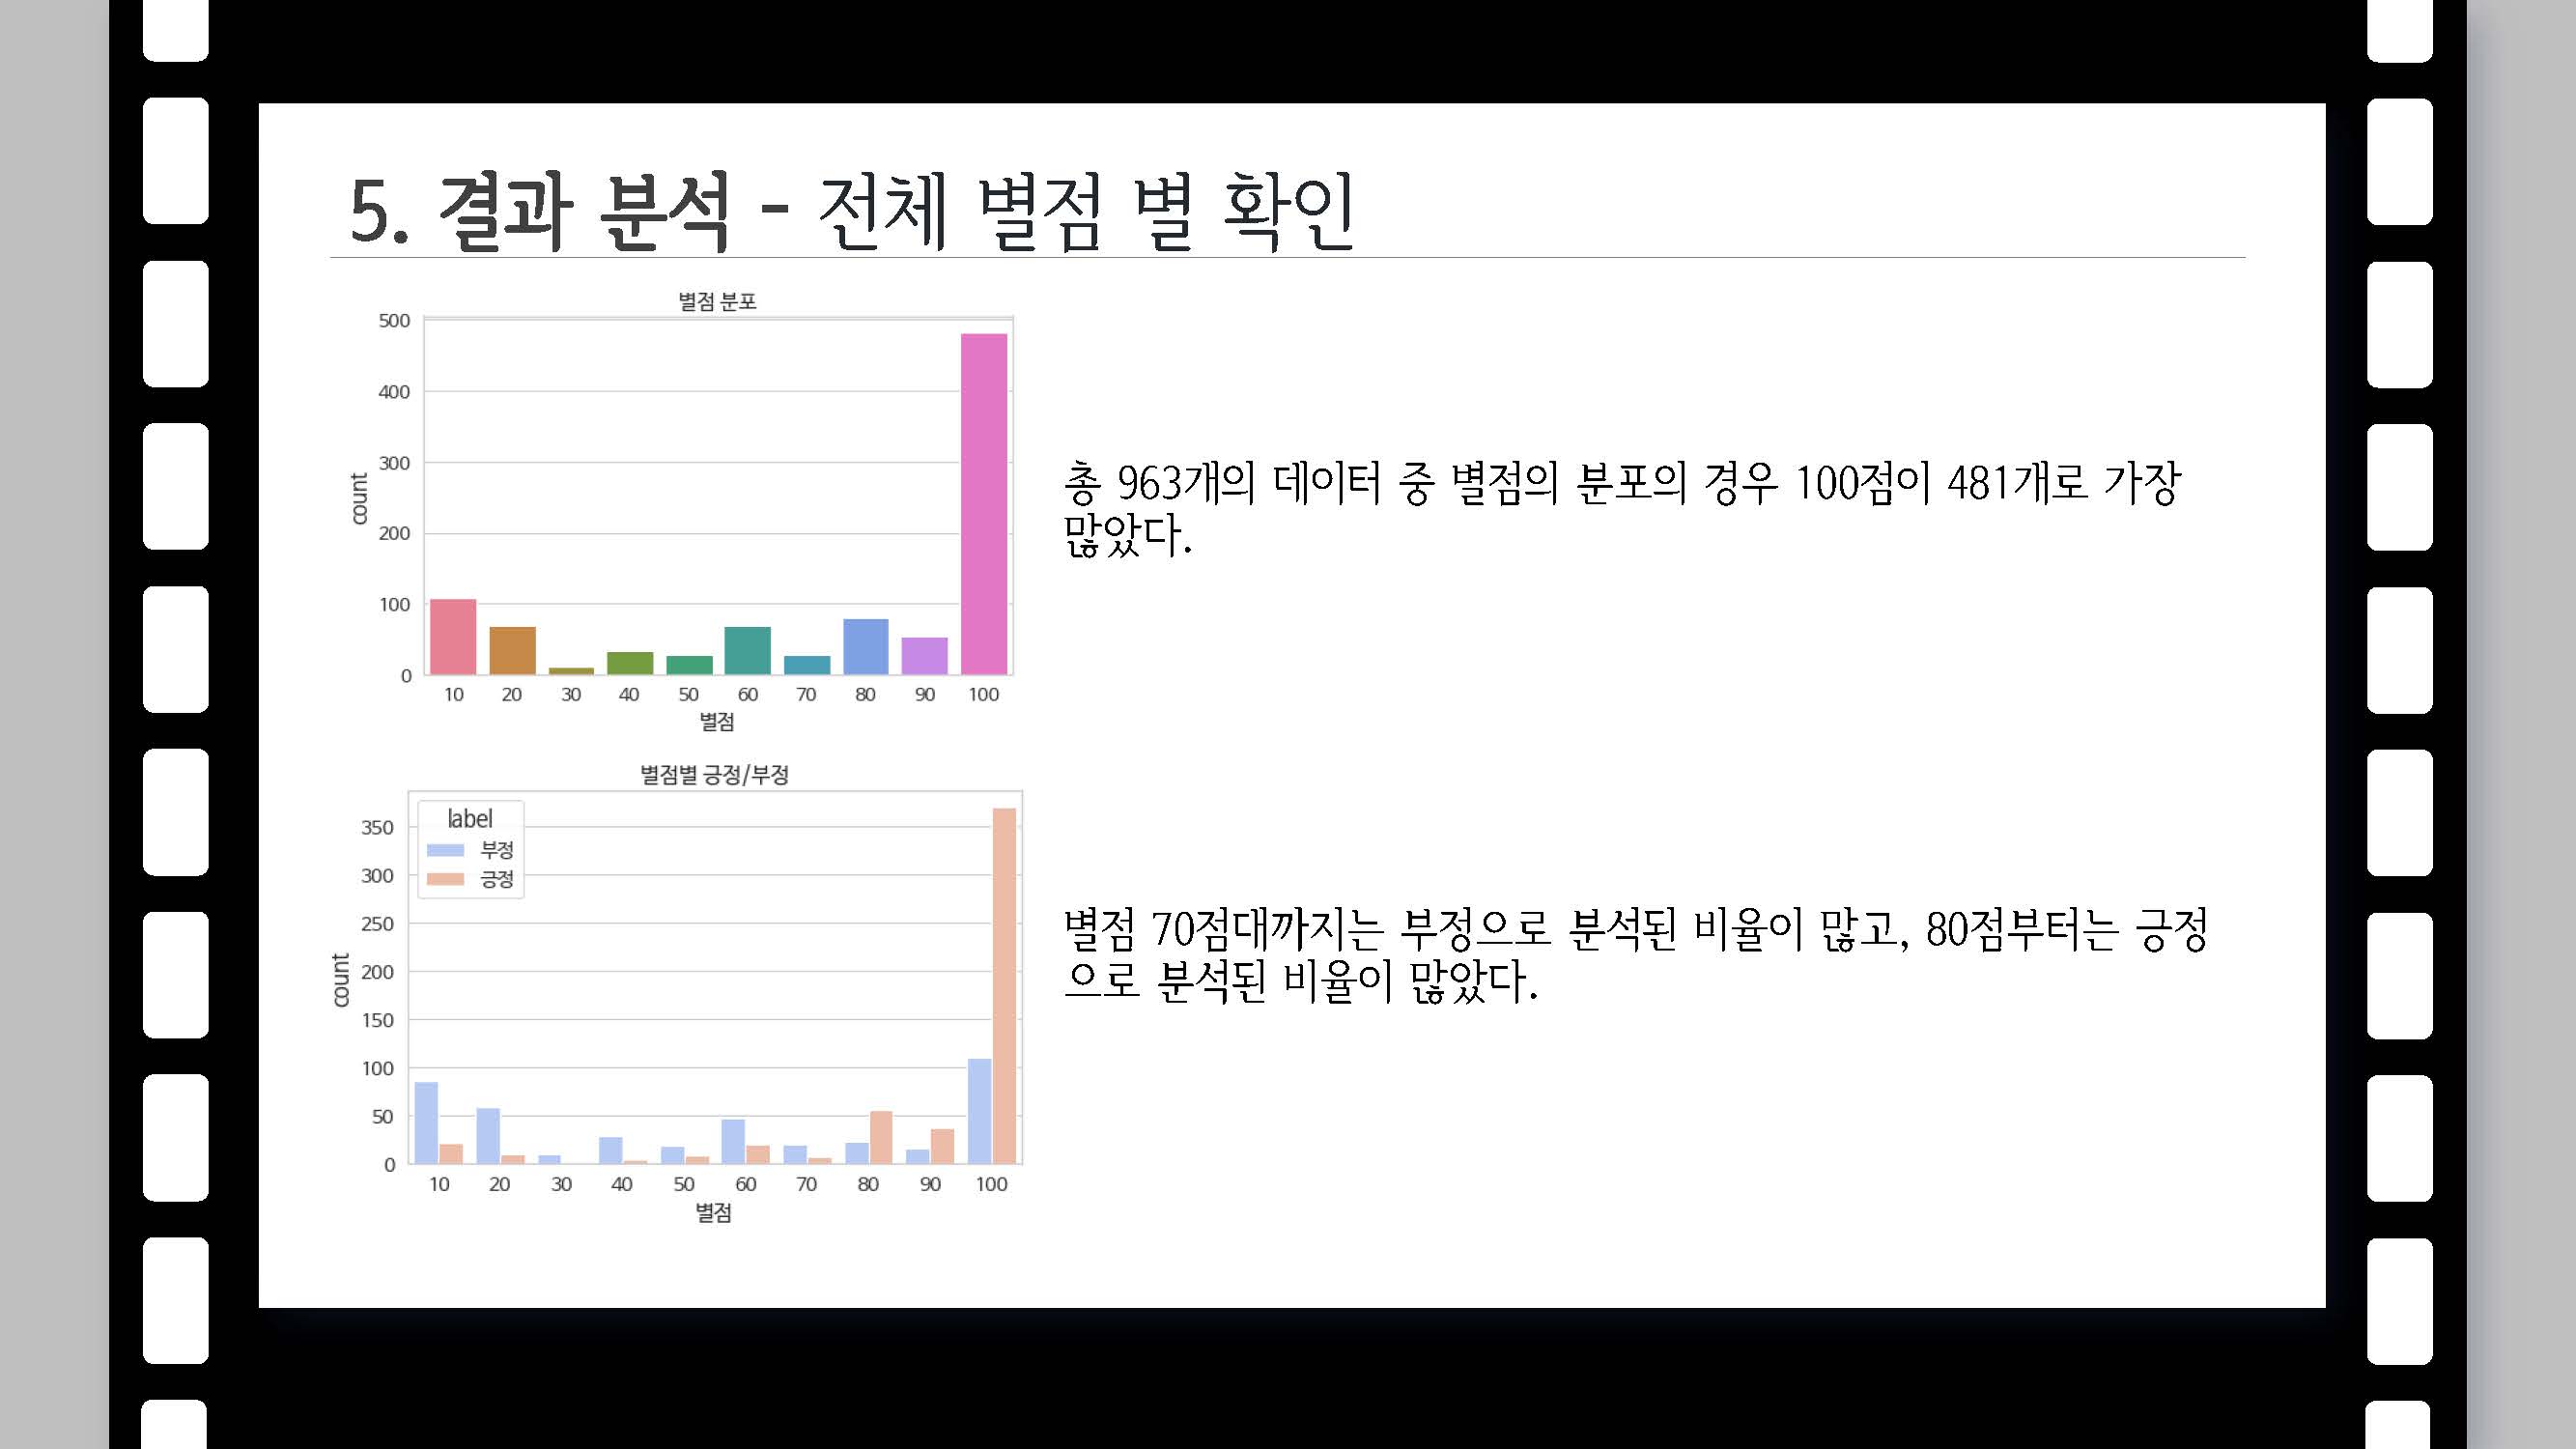 5. 결과 분석 - 전체 별점 별 확인
별점 분포
500
400
300
200
100
0
count
10 20 30 40 50 60 70 80 90 100
별점
총 963개의 데이터 중 별점의 분포의 경우 100점이 481개로 가장
많았다.
별점별 긍정/부정
label
부정
긍정
350
300
250
200
150
100
50
0
count
10 20 30 40 50 60 70 80 90 100
별점
별점 70점대까지는 부정으로 분석된 비율이 많고, 80점부터는 긍정
으로 분석된 비율이 많았다.